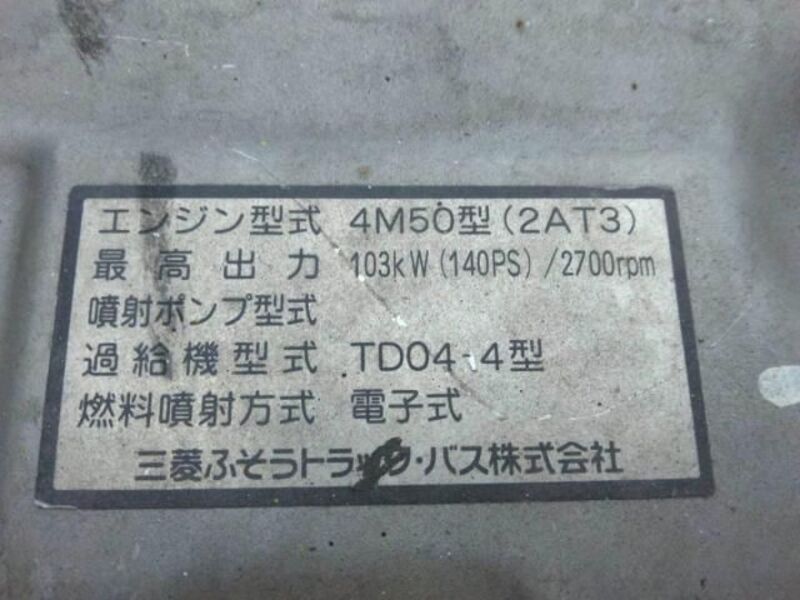 エンジン型式 4M50型(2AT3)
最高出力 103kW(140PS)/2700rpm
噴射ポンプ型式
過給機型式 TD04-4型
燃料噴射方式 電子式
三菱ふそうトラック・バス株式会社